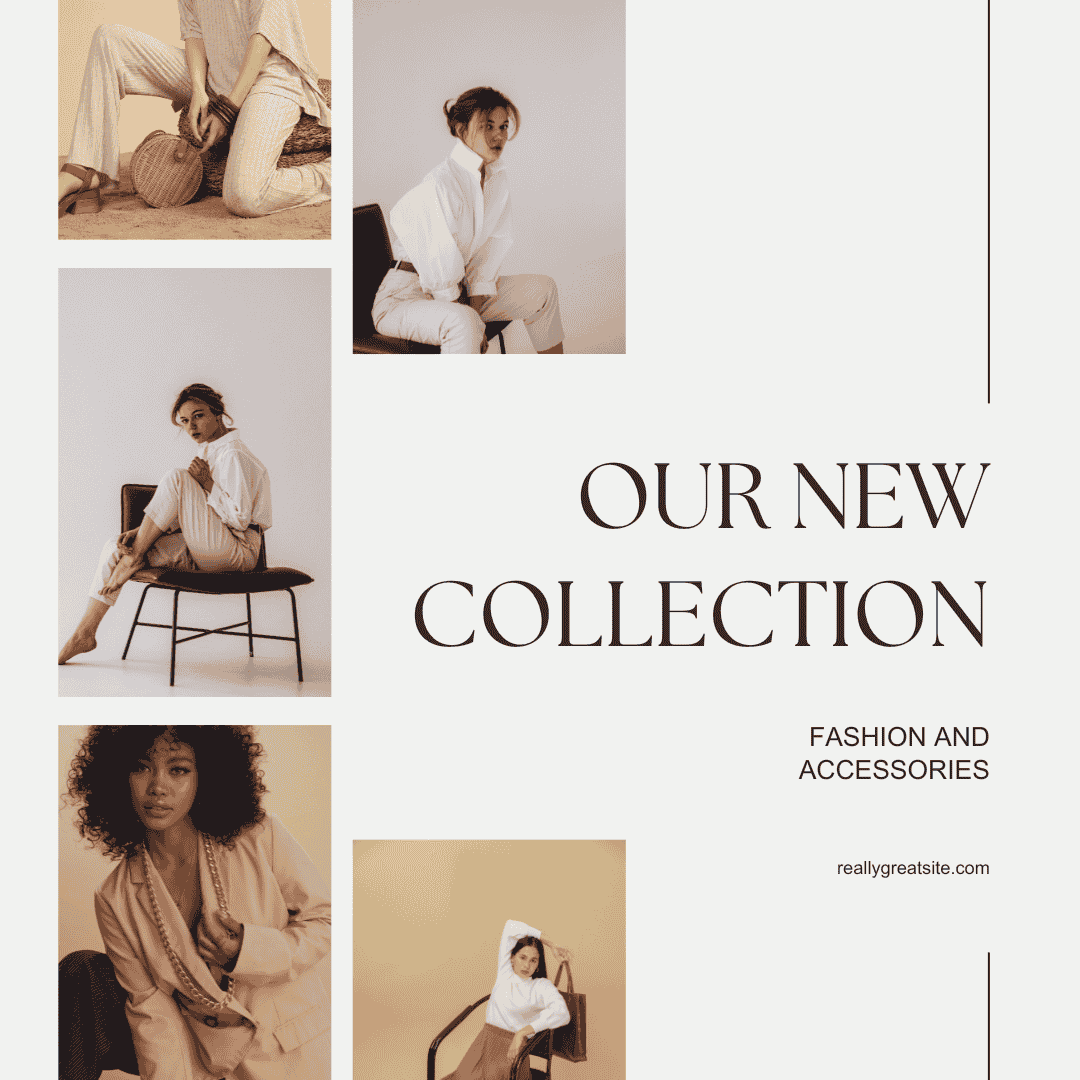 OUR NEW
COLLECTION
FASHION AND
ACCESSORIES
reallygreatsite.com